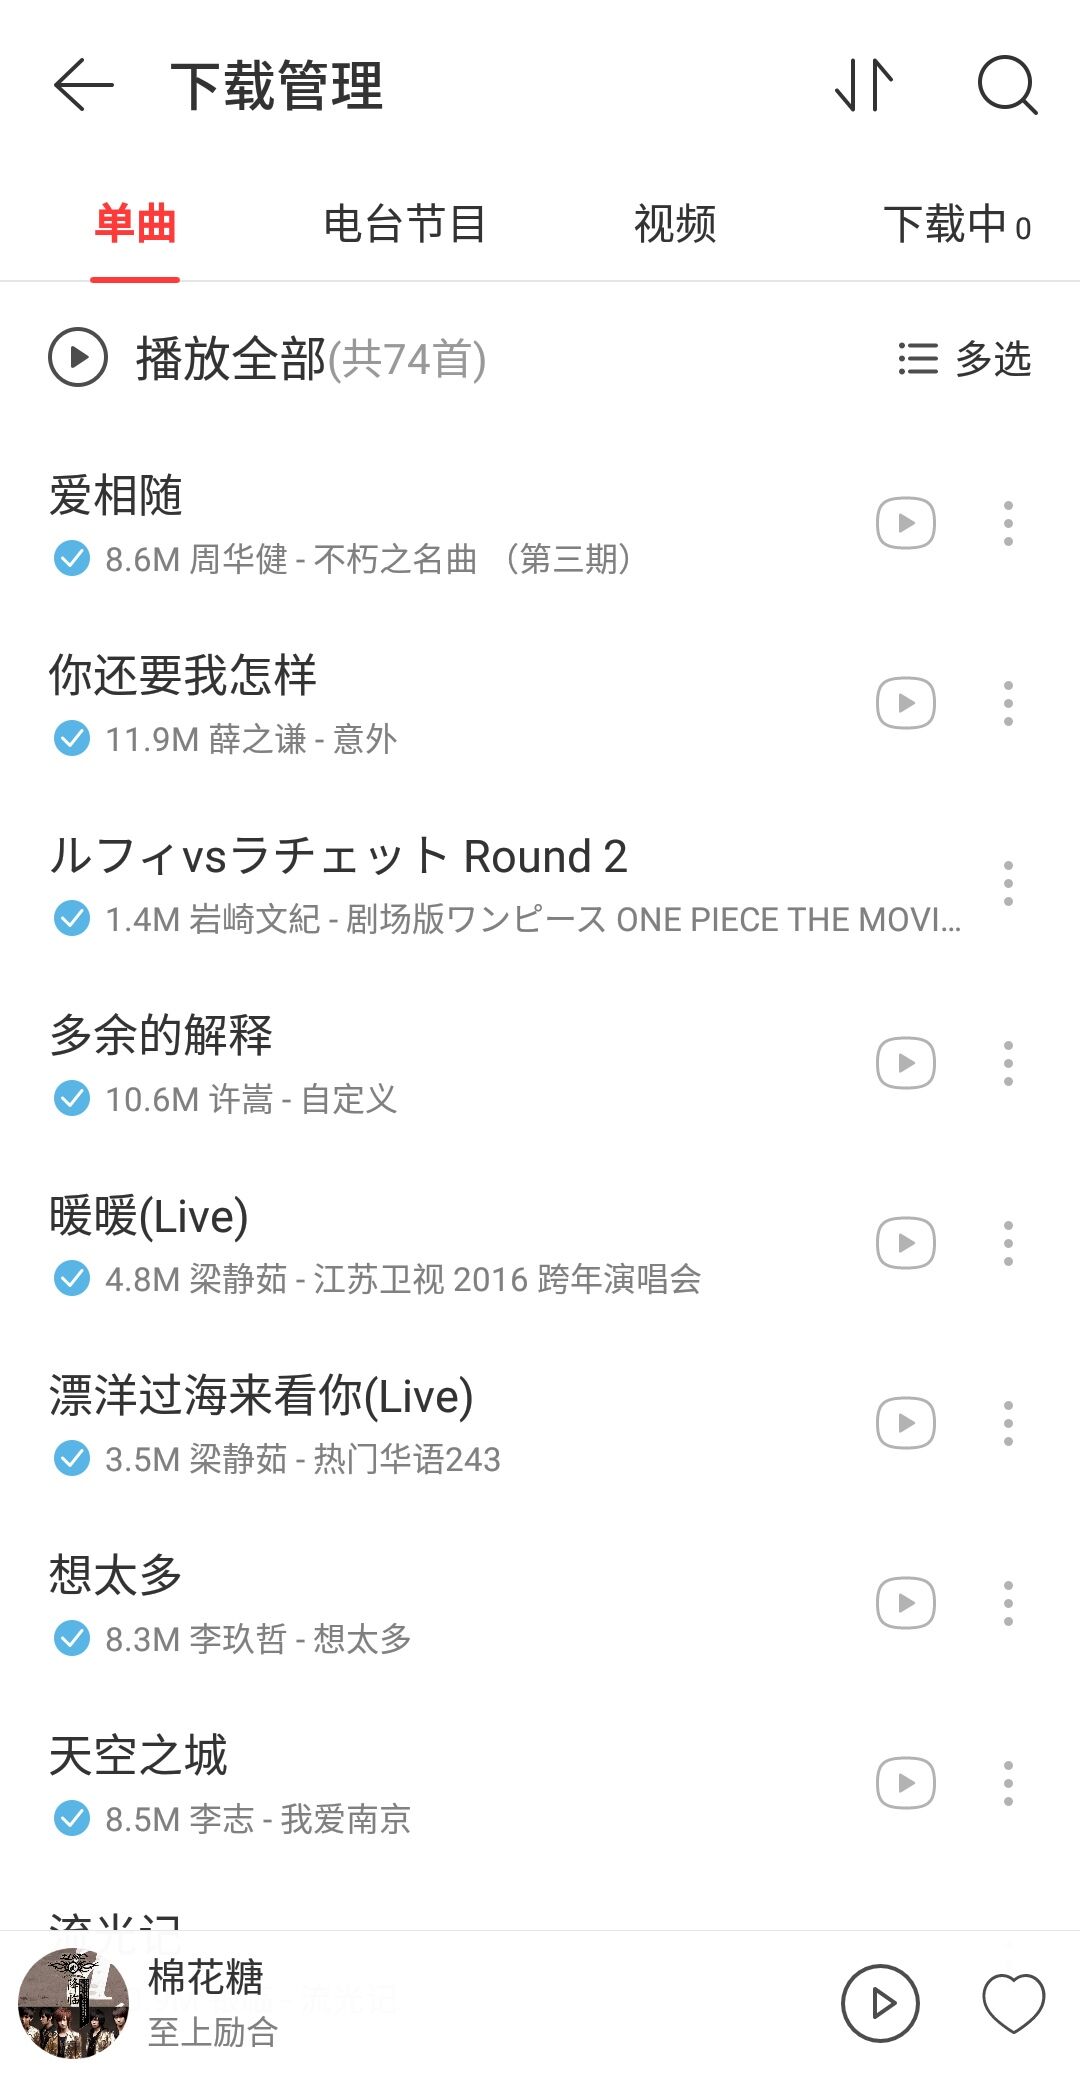 下载管理
单曲 电台节目 视频 下载中 0
播放全部(共74首) 多选
爱相随
8.6M 周华健 - 不朽之名曲 （第三期）
你还要我怎样
11.9M 薛之谦 - 意外
ルフィvsラチェット Round 2
1.4M 岩崎文紀 - 剧场版ワンピース ONE PIECE THE MOVI...
多余的解释
10.6M 许嵩 - 自定义
暖暖(Live)
4.8M 梁静茹 - 江苏卫视 2016 跨年演唱会
漂洋过海来看你(Live)
3.5M 梁静茹 - 热门华语243
想太多
8.3M 李玖哲 - 想太多
天空之城
8.5M 李志 - 我爱南京
流光记
棉花糖
至上励合